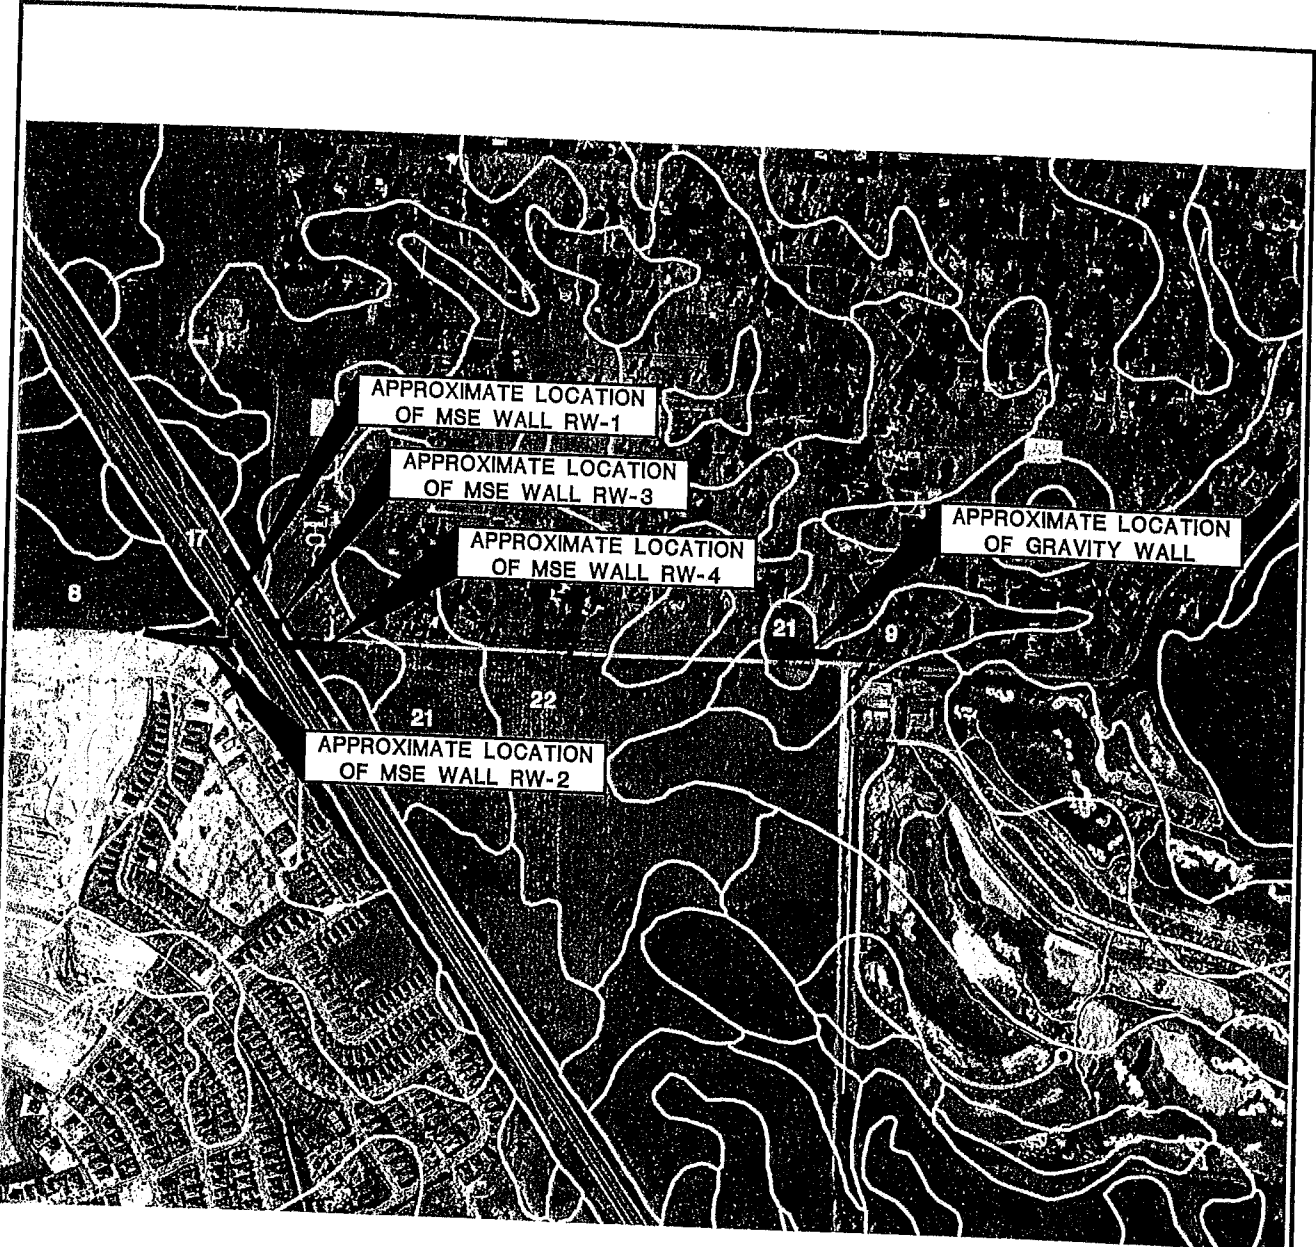 APPROXIMATE LOCATION
OF MSE WALL RW-1
APPROXIMATE LOCATION
OF MSE WALL RW-3
APPROXIMATE LOCATION
OF GRAVITY WALL
APPROXIMATE LOCATION
OF MSE WALL RW-4
17
8
21
9
22
21
APPROXIMATE LOCATION
OF MSE WALL RW-2